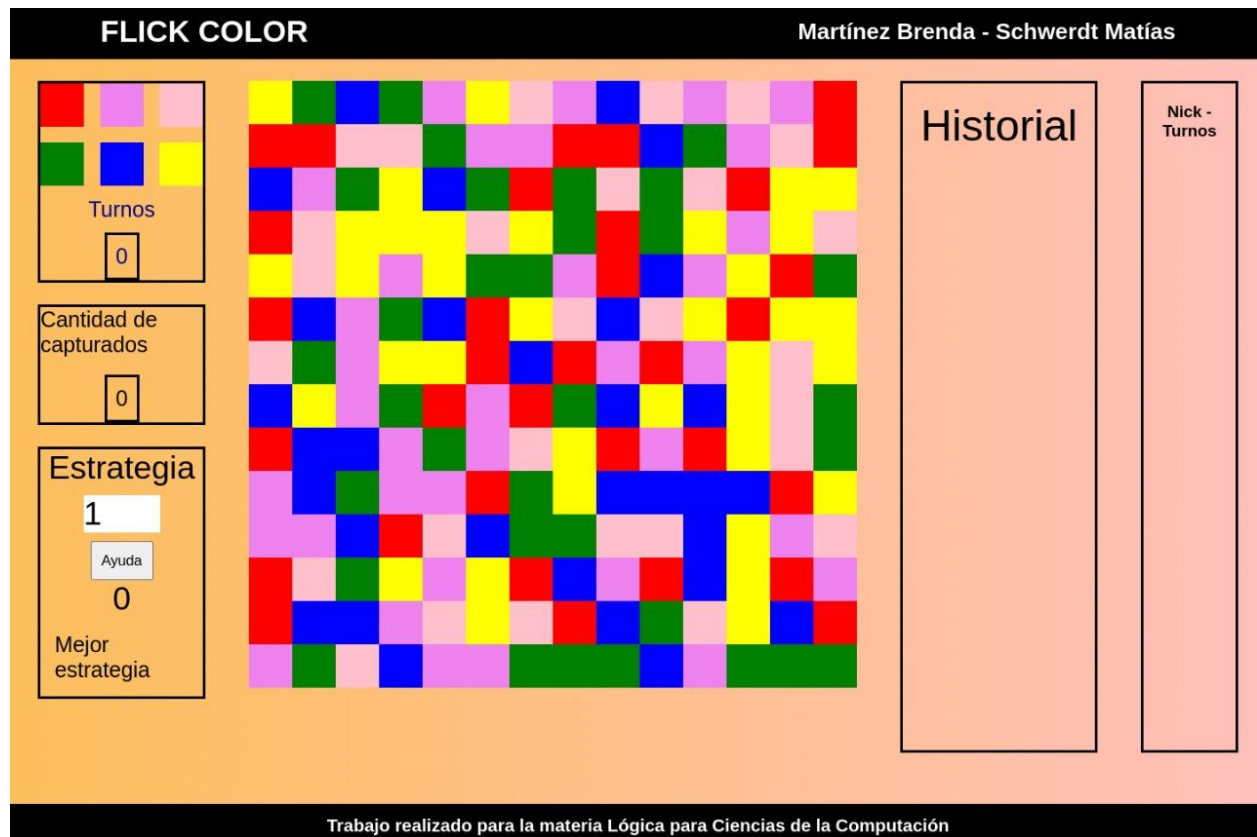 FLICK COLOR
Martínez Brenda - Schwerdt Matías
Turnos
0
Cantidad de
capturados
0
Estrategia
1
Ayuda
0
Mejor
estrategia
Historial
Nick -
Turnos
Trabajo realizado para la materia Lógica para Ciencias de la Computación